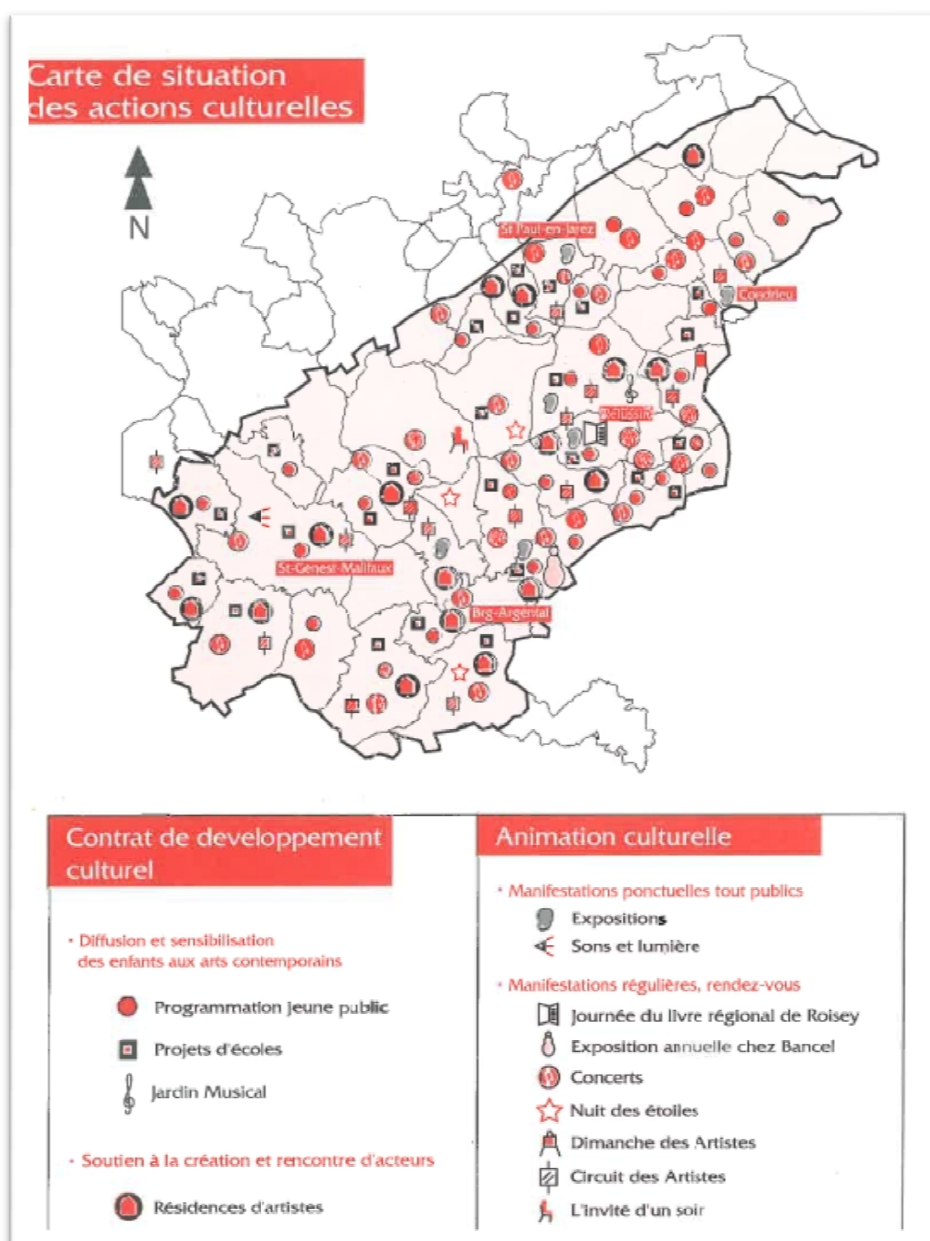 Carte de situation
des actions culturelles
N
St Paul-en-Jarez
Condrieu
Pélussin
St-Genest-Malifaux
Brg-Argental
Contrat de developpement
culturel
• Diffusion et sensibilisation
des enfants aux arts contemporains
Programmation jeune public
Projets d'écoles
Jardin Musical
• Soutien à la création et rencontre d'acteurs
Résidences d'artistes
Animation culturelle
• Manifestations ponctuelles tout publics
Expositions
Sons et lumière
• Manifestations régulières, rendez-vous
Journée du livre régional de Roisey
Exposition annuelle chez Bancel
Concerts
Nuit des étoiles
Dimanche des Artistes
Circuit des Artistes
L'invité d'un soir